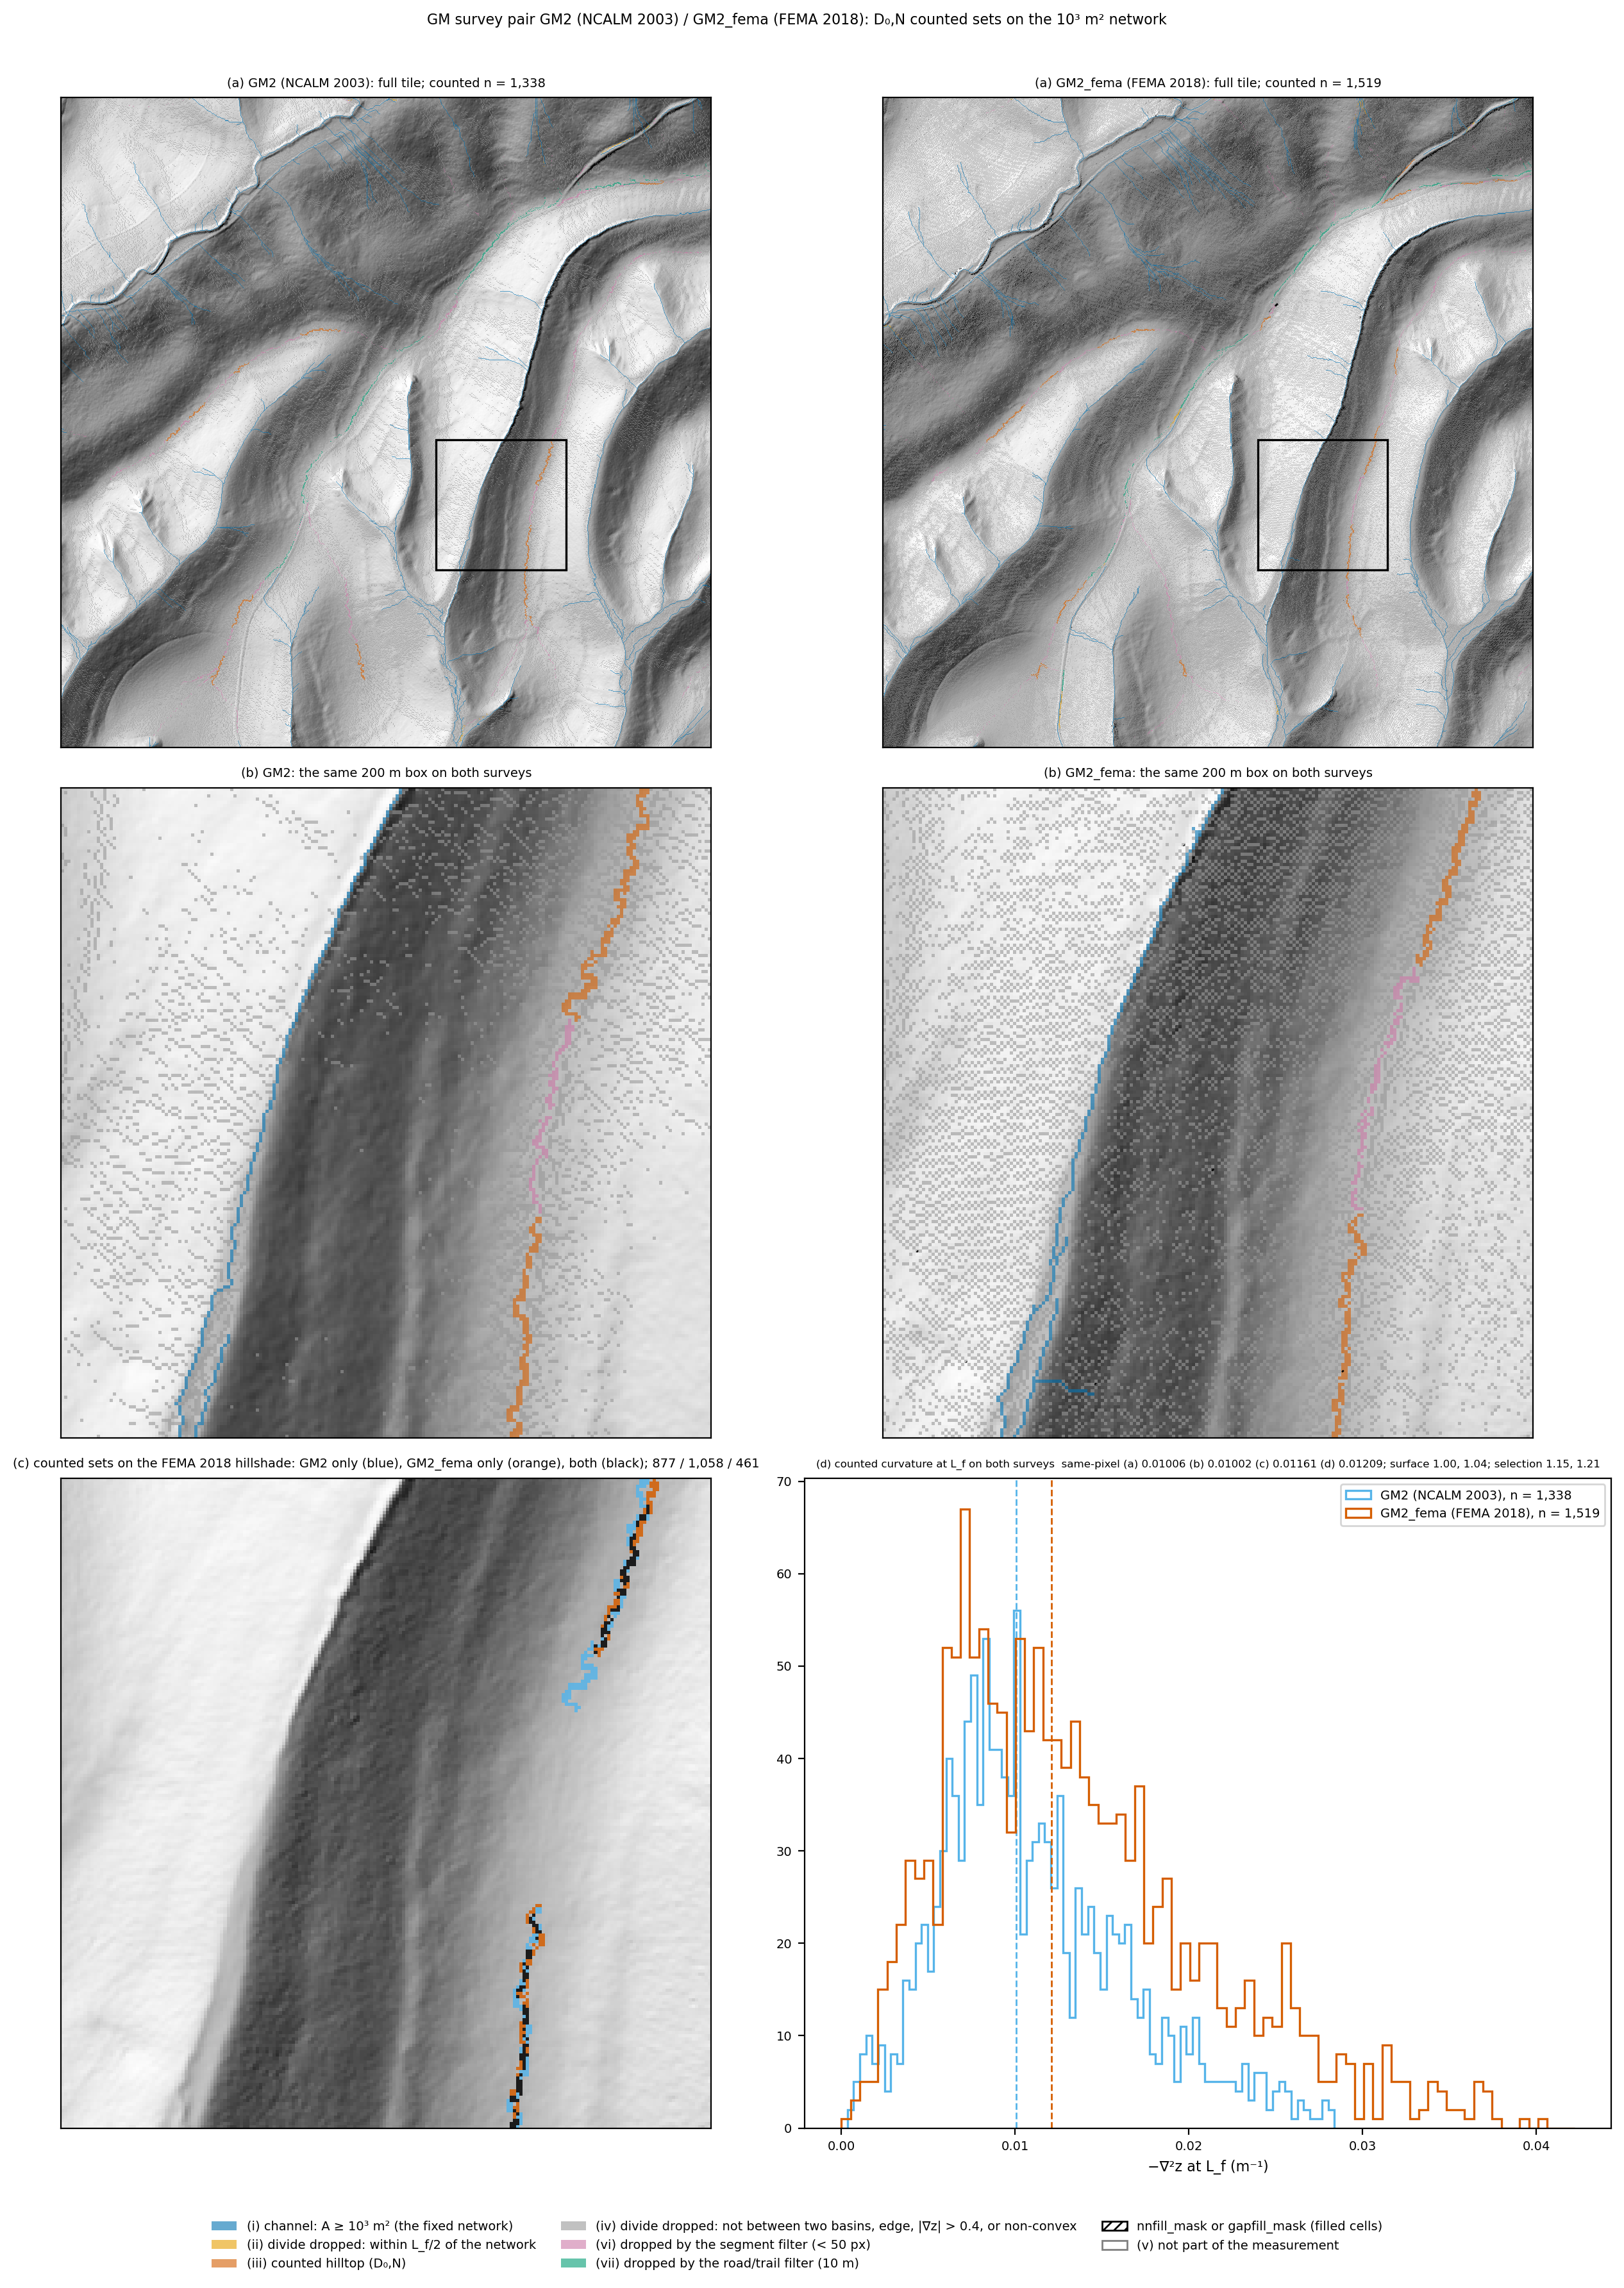 GM survey pair GM2 (NCALM 2003) / GM2_fema (FEMA 2018): D₀,N counted sets on the 10³ m² network
(a) GM2 (NCALM 2003): full tile; counted n = 1,338
(a) GM2_fema (FEMA 2018): full tile; counted n = 1,519
(b) GM2: the same 200 m box on both surveys
(b) GM2_fema: the same 200 m box on both surveys
(c) counted sets on the FEMA 2018 hillshade: GM2 only (blue), GM2_fema only (orange), both (black); 877 / 1,058 / 461
(d) counted curvature at L_f on both surveys same-pixel (a) 0.01006 (b) 0.01002 (c) 0.01161 (d) 0.01209; surface 1.00, 1.04; selection 1.15, 1.21
GM2 (NCALM 2003), n = 1,338
GM2_fema (FEMA 2018), n = 1,519
70
60
50
40
30
20
10
0
0.00 0.01 0.02 0.03 0.04
−∇²z at L_f (m⁻¹)
(i) channel: A ≥ 10³ m² (the fixed network)
(ii) divide dropped: within L_f/2 of the network
(iii) counted hilltop (D₀,N)
(iv) divide dropped: not between two basins, edge, |∇z| > 0.4, or non-convex
(vi) dropped by the segment filter (< 50 px)
(vii) dropped by the road/trail filter (10 m)
nnfill_mask or gapfill_mask (filled cells)
(v) not part of the measurement